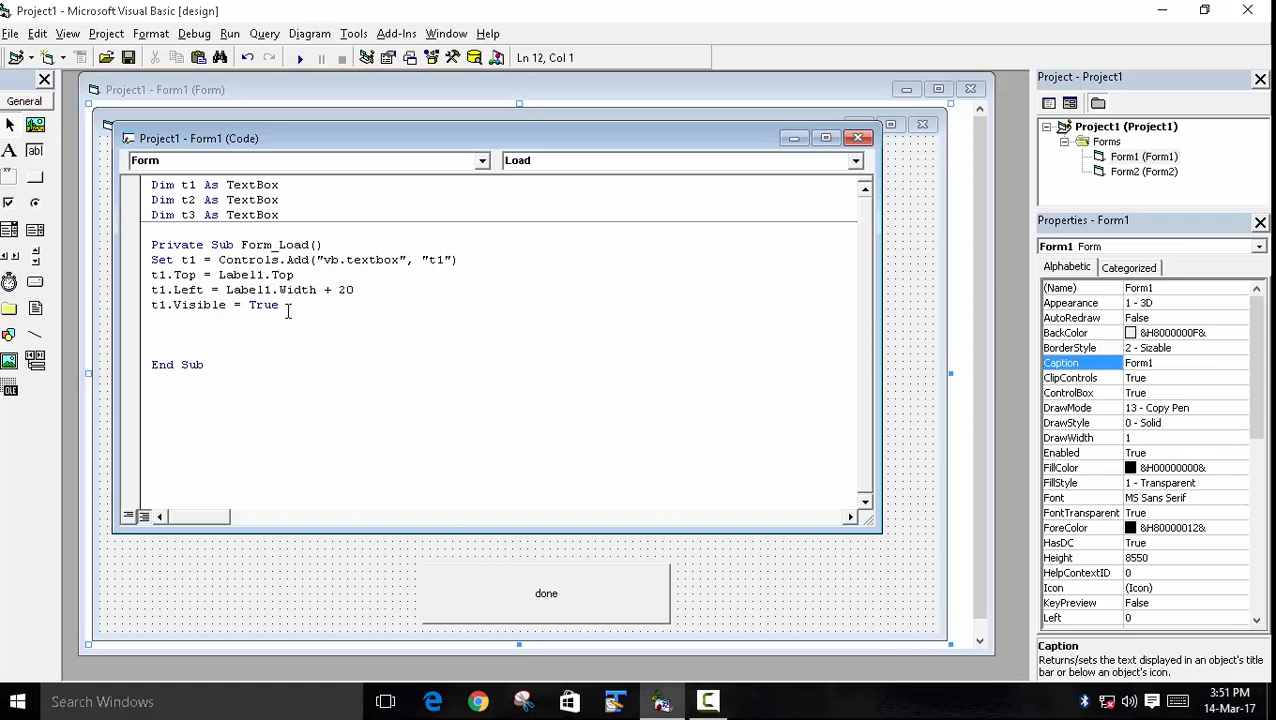 Project1 - Microsoft Visual Basic [design]
File Edit View Project Format Debug Run Query Diagram Tools Add-Ins Window Help
Ln 12, Col 1
General
A
ab
OLE
Project1 - Form1 (Form)
Project1 - Form1 (Code)
Form
Load
Dim t1 As TextBox
Dim t2 As TextBox
Dim t3 As TextBox
Private Sub Form_Load()
Set t1 = Controls.Add("vb.textbox", "t1")
t1.Top = Label1.Top
t1.Left = Label1.Width + 20
t1.Visible = True
End Sub
done
Project - Project1
Project1 (Project1)
Forms
Form1 (Form1)
Form2 (Form2)
Properties - Form1
Form1 Form
Alphabetic Categorized
(Name) Form1
Appearance 1 - 3D
AutoRedraw False
BackColor &H8000000F&
BorderStyle 2 - Sizable
Caption Form1
ClipControls True
ControlBox True
DrawMode 13 - Copy Pen
DrawStyle 0 - Solid
DrawWidth 1
Enabled True
FillColor &H00000000&
FillStyle 1 - Transparent
Font MS Sans Serif
FontTransparent True
ForeColor &H80000012&
HasDC True
Height 8550
HelpContextID 0
Icon (Icon)
KeyPreview False
Left 0
Caption
Returns/sets the text displayed in an object's title
bar or below an object's icon.
Search Windows
3:51 PM
14-Mar-17